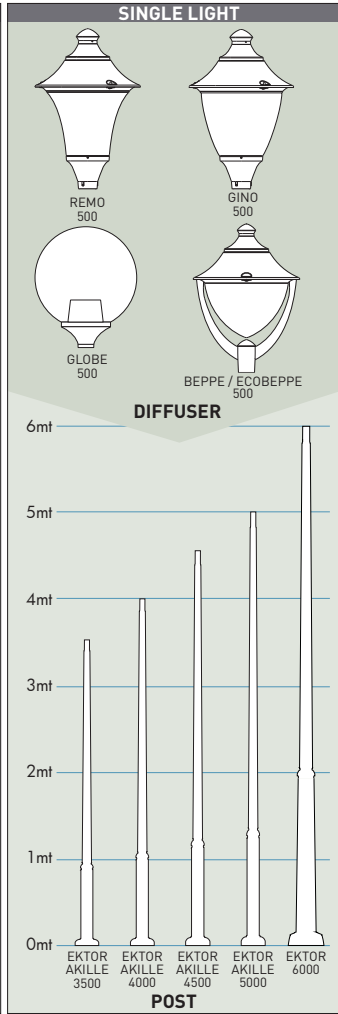 SINGLE LIGHT
REMO
500
GINO
500
GLOBE
500
BEPPE / ECOBEPPE
500
DIFFUSER
6mt
5mt
4mt
3mt
2mt
1mt
0mt
EKTOR
AKILLE
3500
EKTOR
AKILLE
4000
EKTOR
AKILLE
4500
EKTOR
AKILLE
5000
EKTOR
6000
POST